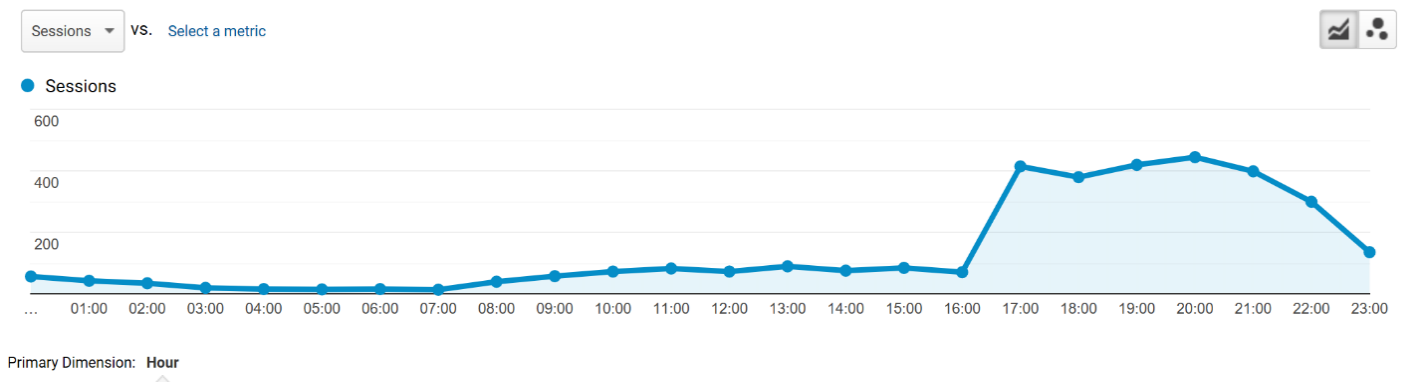 Sessions VS. Select a metric
Sessions
600
400
200
... 01:00 02:00 03:00 04:00 05:00 06:00 07:00 08:00 09:00 10:00 11:00 12:00 13:00 14:00 15:00 16:00 17:00 18:00 19:00 20:00 21:00 22:00 23:00
Primary Dimension: Hour